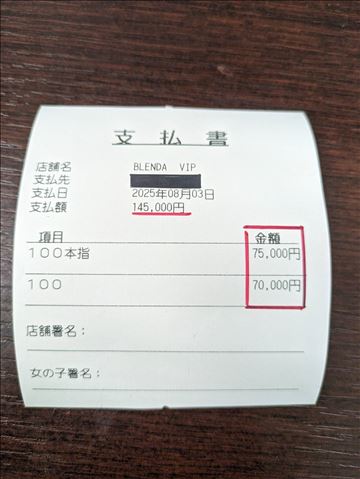 支払書
店舗名 BLENDA VIP
支払先
支払日 2025年08月03日
支払額 145,000円
項目 金額
100本指 75,000円
100 70,000円
店舗署名：
女の子署名：